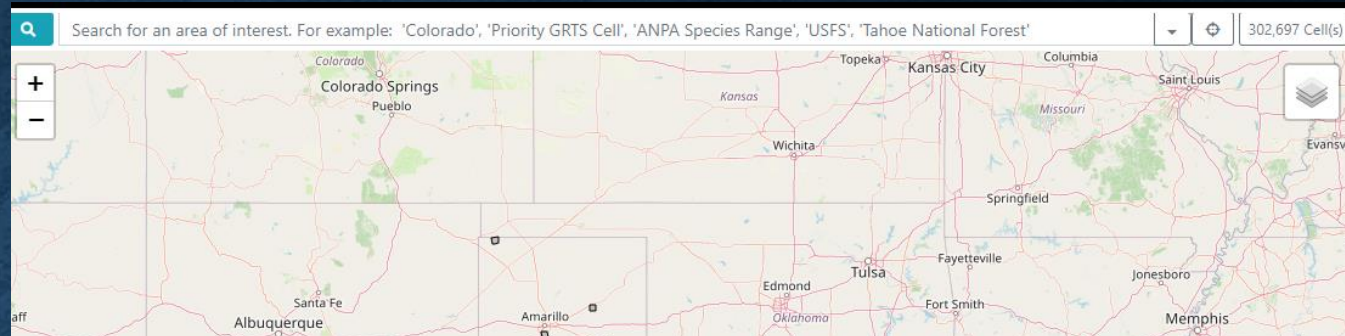 Search for an area of interest. For example: 'Colorado', 'Priority GRTS Cell', 'ANPA Species Range', 'USFS', 'Tahoe National Forest'
302,697 Cell(s)
+
−
Colorado
Colorado Springs
Pueblo
Topeka
Kansas City
Columbia
Saint Louis
Kansas
Missouri
Wichita
Evansv
Springfield
Fayetteville
Tulsa
Jonesboro
Edmond
Santa Fe
Fort Smith
aff
Albuquerque
Amarillo
Oklahoma
Memphis